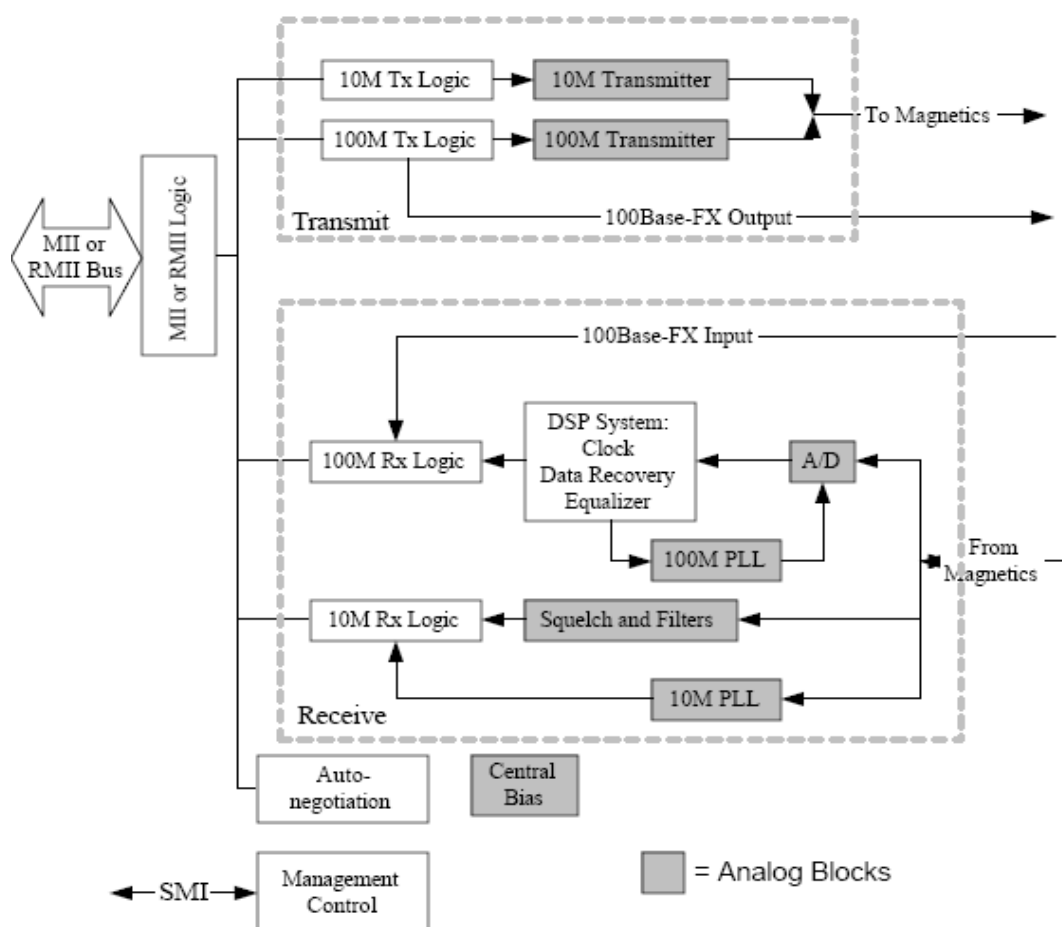 10M Tx Logic
10M Transmitter
100M Tx Logic
100M Transmitter
To Magnetics
100Base-FX Output
Transmit
MII or
RMII Bus
MII or RMII Logic
100Base-FX Input
DSP System:
Clock
Data Recovery
Equalizer
100M Rx Logic
A/D
100M PLL
From
Magnetics
10M Rx Logic
Squelch and Filters
10M PLL
Receive
Auto-
negotiation
Central
Bias
SMI
Management
Control
= Analog Blocks